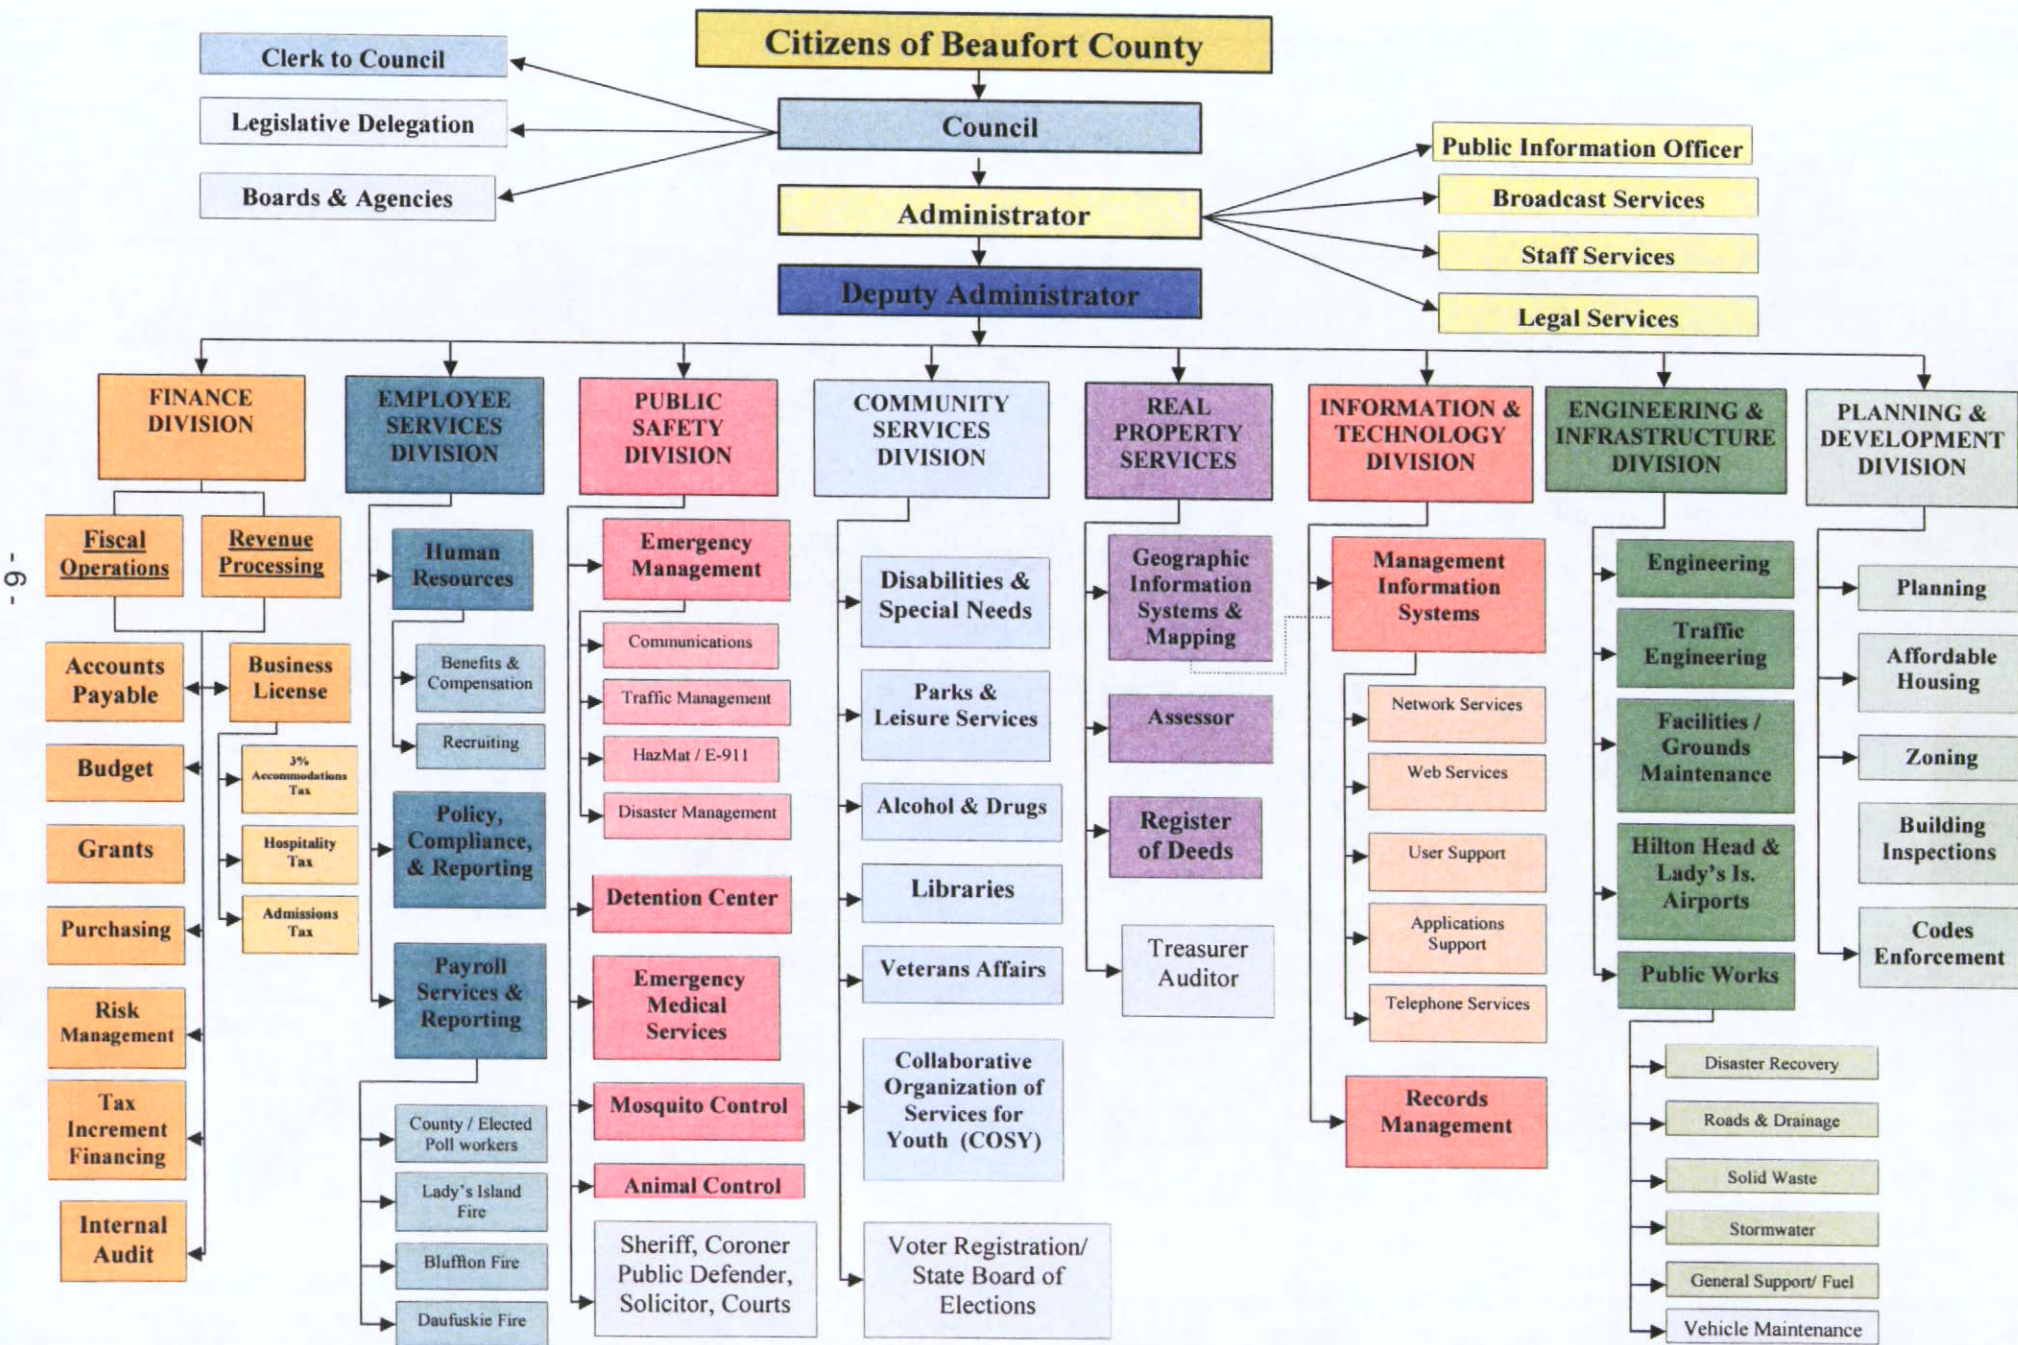 Citizens of Beaufort County
Clerk to Council
Legislative Delegation
Boards & Agencies
Council
Administrator
Deputy Administrator
Public Information Officer
Broadcast Services
Staff Services
Legal Services
-9-
FINANCE
DIVISION
Fiscal
Operations
Revenue
Processing
Accounts
Payable
Business
License
Budget
3%
Accommodations
Tax
Grants
Hospitality
Tax
Purchasing
Admissions
Tax
Risk
Management
Tax
Increment
Financing
Internal
Audit
EMPLOYEE
SERVICES
DIVISION
Human
Resources
Benefits &
Compensation
Recruiting
Policy,
Compliance,
& Reporting
Payroll
Services &
Reporting
County / Elected
Poll workers
Lady's Island
Fire
Bluffton Fire
Daufuskie Fire
PUBLIC
SAFETY
DIVISION
Emergency
Management
Communications
Traffic Management
HazMat / E-911
Disaster Management
Detention Center
Emergency
Medical
Services
Mosquito Control
Animal Control
Sheriff, Coroner
Public Defender,
Solicitor, Courts
COMMUNITY
SERVICES
DIVISION
Disabilities &
Special Needs
Parks &
Leisure Services
Alcohol & Drugs
Libraries
Veterans Affairs
Collaborative
Organization of
Services for
Youth (COSY)
Voter Registration/
State Board of
Elections
REAL
PROPERTY
SERVICES
Geographic
Information
Systems &
Mapping
Assessor
Register
of Deeds
Treasurer
Auditor
INFORMATION &
TECHNOLOGY
DIVISION
Management
Information
Systems
Network Services
Web Services
User Support
Applications
Support
Telephone Services
Records
Management
ENGINEERING &
INFRASTRUCTURE
DIVISION
Engineering
Traffic
Engineering
Facilities /
Grounds
Maintenance
Hilton Head &
Lady's Is.
Airports
Public Works
Disaster Recovery
Roads & Drainage
Solid Waste
Stormwater
General Support/ Fuel
Vehicle Maintenance
PLANNING &
DEVELOPMENT
DIVISION
Planning
Affordable
Housing
Zoning
Building
Inspections
Codes
Enforcement